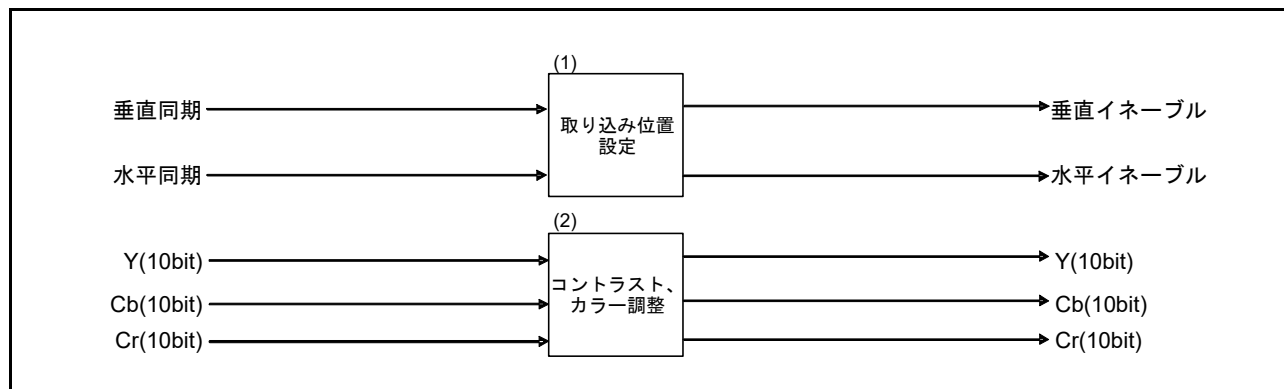 (1)
垂直同期
取り込み位置
設定
垂直イネーブル
水平同期
水平イネーブル
(2)
Y(10bit)
Cb(10bit)
Cr(10bit)
コントラスト、
カラー調整
Y(10bit)
Cb(10bit)
Cr(10bit)